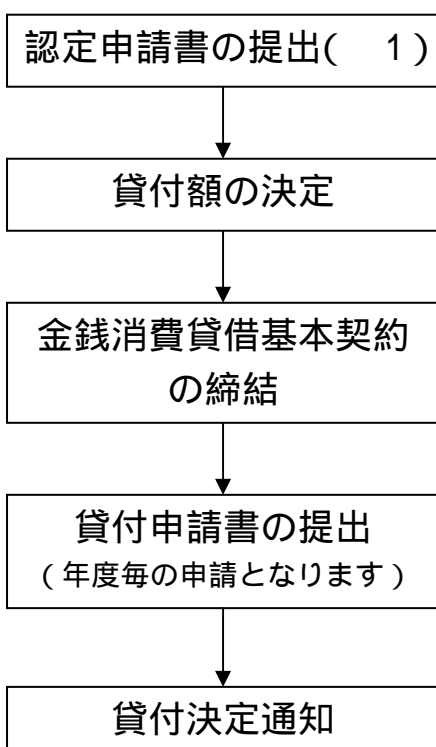 認定申請書の提出(　1)
貸付額の決定
金銭消費貸借基本契約
の締結
貸付申請書の提出
(年度毎の申請となります)
貸付決定通知